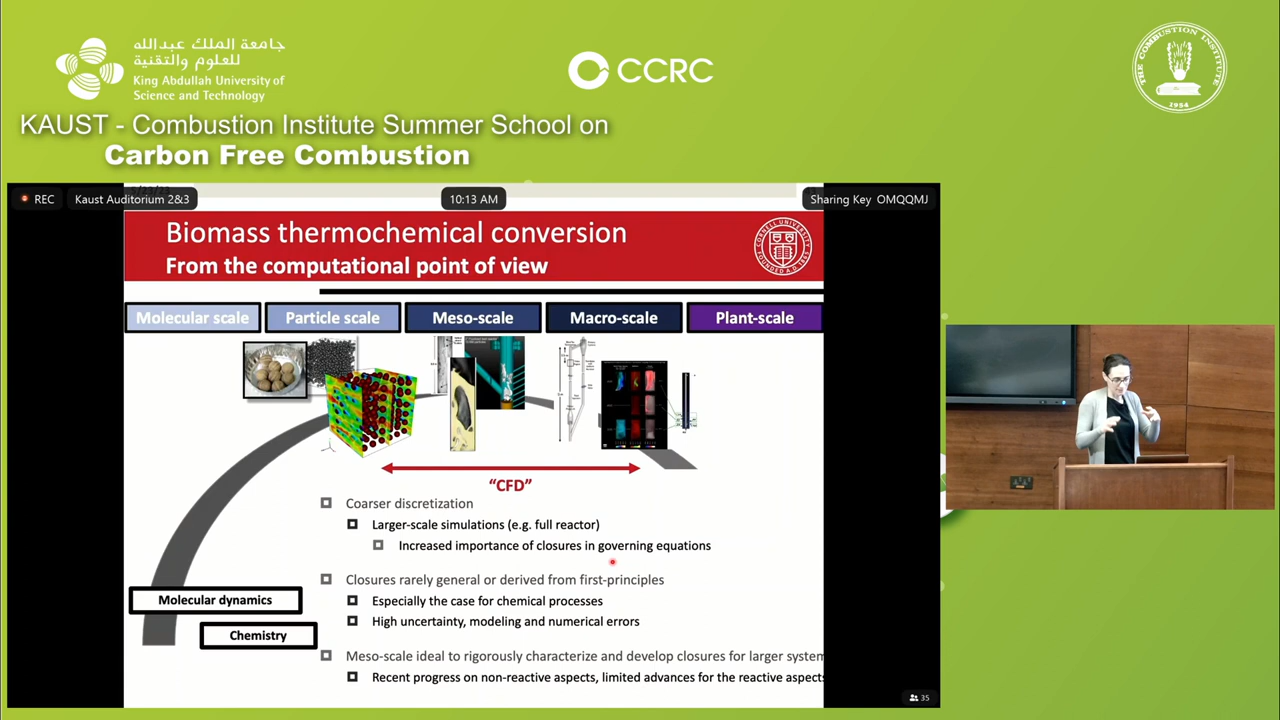 جامعة الملك عبدالله
للعلوم والتقنية
King Abdullah University of
Science and Technology
CCRC
THE COMBUSTION INSTITUTE
1954
KAUST - Combustion Institute Summer School on
Carbon Free Combustion
REC
Kaust Auditorium 2&3
10:13 AM
Sharing Key OMQQMJ
Biomass thermochemical conversion
From the computational point of view
Molecular scale
Particle scale
Meso-scale
Macro-scale
Plant-scale
"CFD"
Coarser discretization
Larger-scale simulations (e.g. full reactor)
Increased importance of closures in governing equations
Closures rarely general or derived from first-principles
Especially the case for chemical processes
High uncertainty, modeling and numerical errors
Meso-scale ideal to rigorously characterize and develop closures for larger system
Recent progress on non-reactive aspects, limited advances for the reactive aspects
Molecular dynamics
Chemistry
35